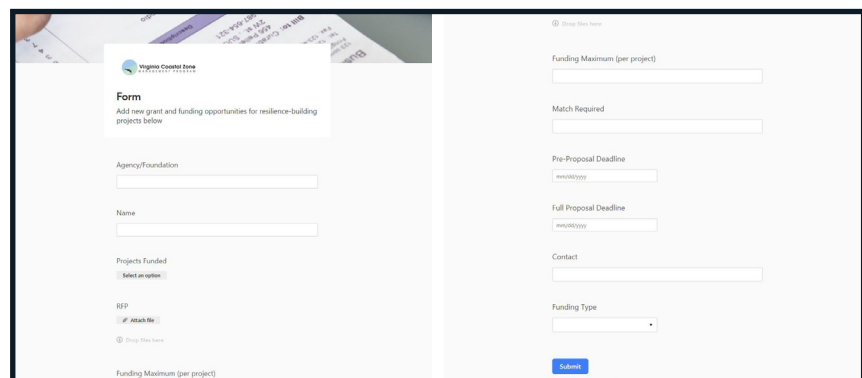 Bill to:
Virginia Coastal Zone
MANAGEMENT PROGRAM
Form
Add new grant and funding opportunities for resilience-building
projects below
Agency/Foundation
Name
Projects Funded
Select an option
RFP
Attach file
Drop files here
Funding Maximum (per project)
Drop files here
Funding Maximum (per project)
Match Required
Pre-Proposal Deadline
mm/dd/yyyy
Full Proposal Deadline
mm/dd/yyyy
Contact
Funding Type
Submit